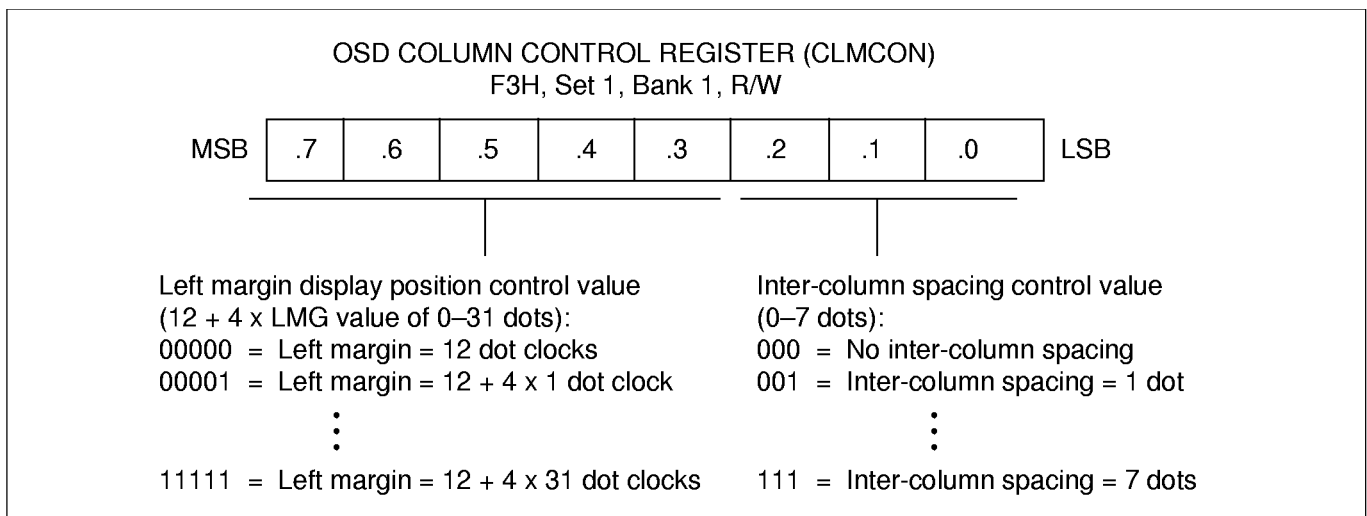 OSD COLUMN CONTROL REGISTER (CLMCON)
F3H, Set 1, Bank 1, R/W
MSB .7 .6 .5 .4 .3 .2 .1 .0 LSB
Left margin display position control value
(12 + 4 x LMG value of 0–31 dots):
00000 = Left margin = 12 dot clocks
00001 = Left margin = 12 + 4 x 1 dot clock
11111 = Left margin = 12 + 4 x 31 dot clocks
Inter-column spacing control value
(0–7 dots):
000 = No inter-column spacing
001 = Inter-column spacing = 1 dot
111 = Inter-column spacing = 7 dots